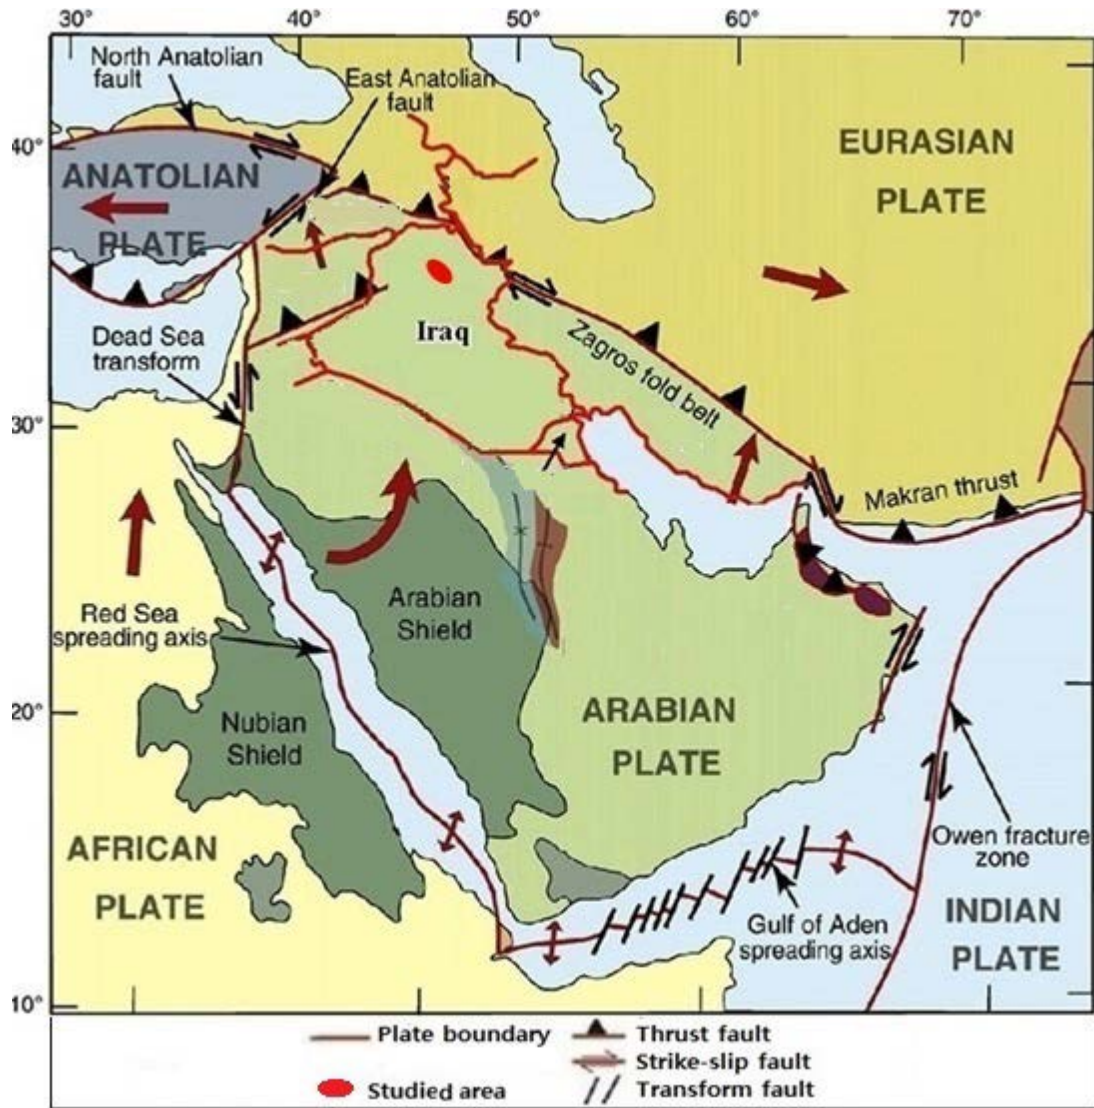 30°
40°
50°
60°
70°
North Anatolian
fault
East Anatolian
fault
40°
ANATOLIAN
PLATE
EURASIAN
PLATE
Dead Sea
transform
Iraq
Zagros fold belt
30°
Makran thrust
Red Sea
spreading axis
Arabian
Shield
20°
Nubian
Shield
ARABIAN
PLATE
AFRICAN
PLATE
Owen fracture
zone
Gulf of Aden
spreading axis
INDIAN
PLATE
10°
Plate boundary
Thrust fault
Strike-slip fault
Studied area
Transform fault